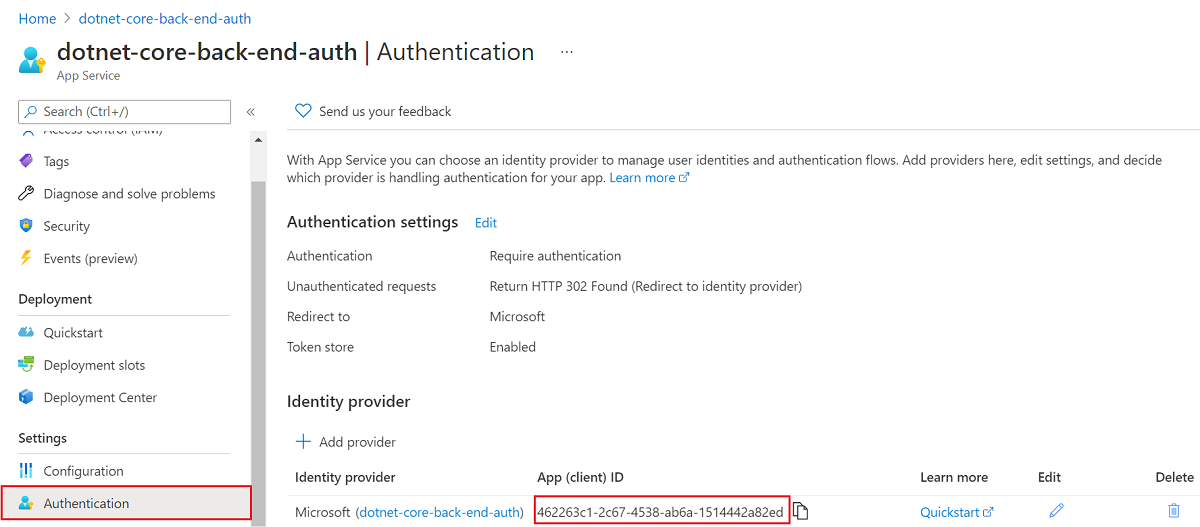 Home > dotnet-core-back-end-auth
dotnet-core-back-end-auth | Authentication ...
App Service
Search (Ctrl+/) «
Access control (IAM)
Tags
Diagnose and solve problems
Security
Events (preview)
Deployment
Quickstart
Deployment slots
Deployment Center
Settings
Configuration
Authentication
Send us your feedback
With App Service you can choose an identity provider to manage user identities and authentication flows. Add providers here, edit settings, and decide
which provider is handling authentication for your app. Learn more
Authentication settings Edit
Authentication Require authentication
Unauthenticated requests Return HTTP 302 Found (Redirect to identity provider)
Redirect to Microsoft
Token store Enabled
Identity provider
+ Add provider
Identity provider App (client) ID Learn more Edit Delete
Microsoft (dotnet-core-back-end-auth) 462263c1-2c67-4538-ab6a-1514442a82ed Quickstart